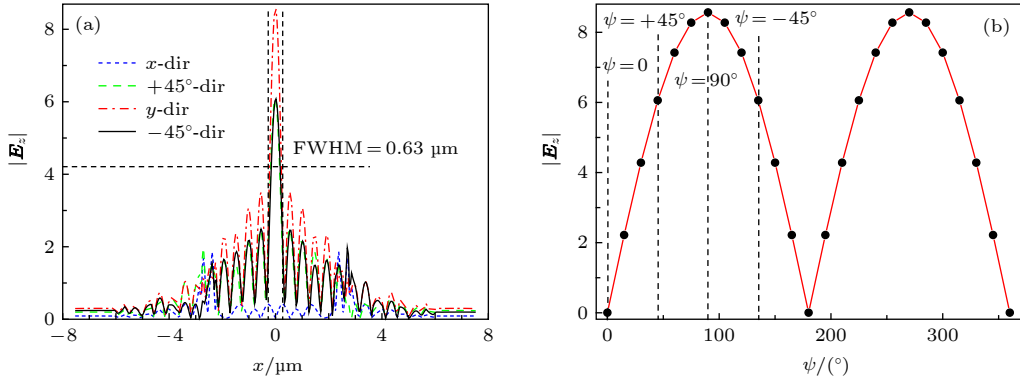 (a)
x-dir
+45°-dir
y-dir
−45°-dir
FWHM = 0.63 µm
|E_z|
8
6
4
2
0
−8
−4
0
4
8
x/µm
(b)
ψ=+45°
ψ=−45°
ψ=0
ψ=90°
|E_z|
8
6
4
2
0
0
100
200
300
ψ/(°)